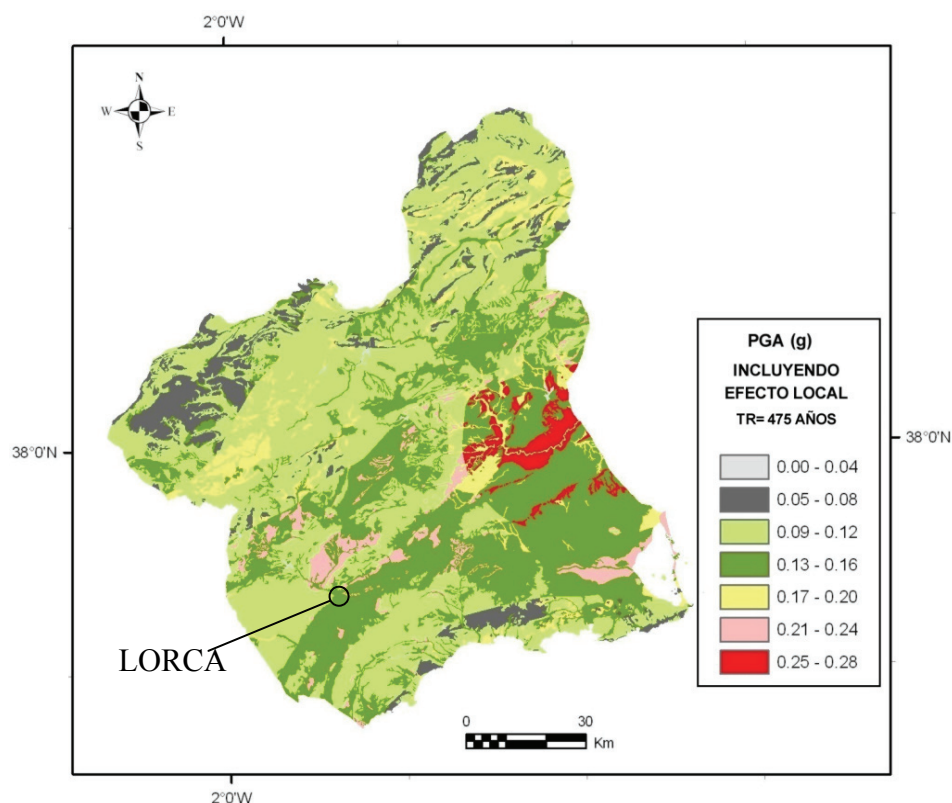 2°0'W
N
W E
S
38°0'N
38°0'N
PGA (g)
INCLUYENDO
EFECTO LOCAL
TR= 475 AÑOS
0.00 - 0.04
0.05 - 0.08
0.09 - 0.12
0.13 - 0.16
0.17 - 0.20
0.21 - 0.24
0.25 - 0.28
LORCA
0 30
Km
2°0'W